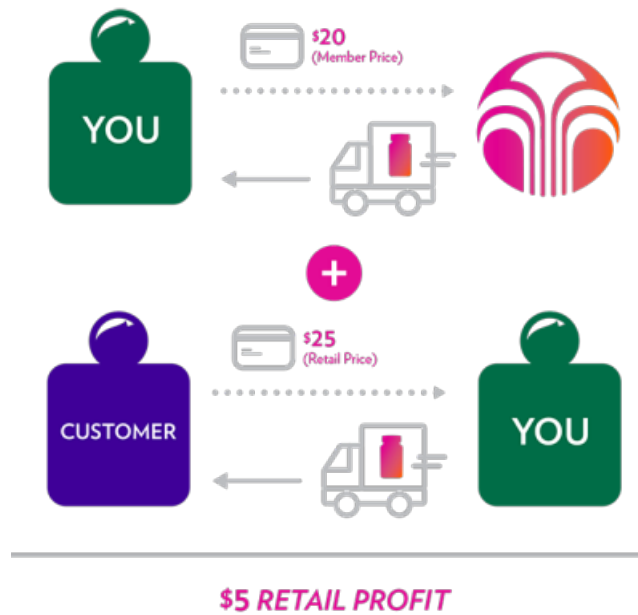 YOU
$20
(Member Price)
+
CUSTOMER
$25
(Retail Price)
YOU
$5 RETAIL PROFIT